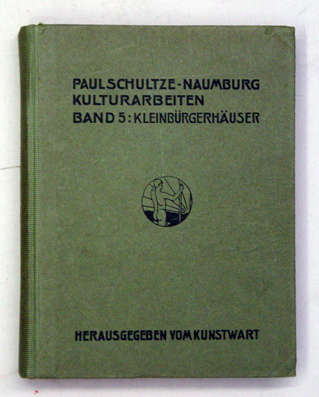 PAUL SCHULTZE-NAUMBURG
KULTURARBEITEN
BAND 5: KLEINBÜRGERHÄUSER
HERAUSGEGEBEN VOM KUNSTWART